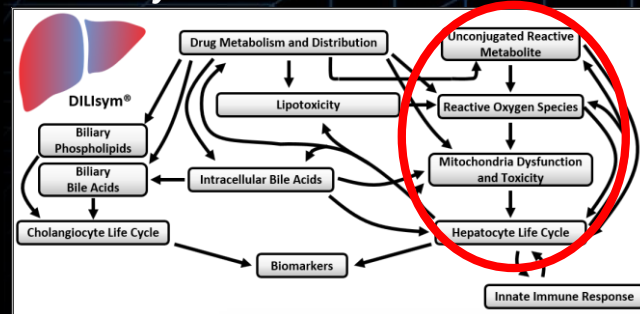 Drug Metabolism and Distribution
Unconjugated Reactive
Metabolite
DILIsym®
Lipotoxicity
Reactive Oxygen Species
Biliary
Phospholipids
Mitochondria Dysfunction
and Toxicity
Biliary
Bile Acids
Intracellular Bile Acids
Cholangiocyte Life Cycle
Hepatocyte Life Cycle
Biomarkers
Innate Immune Response